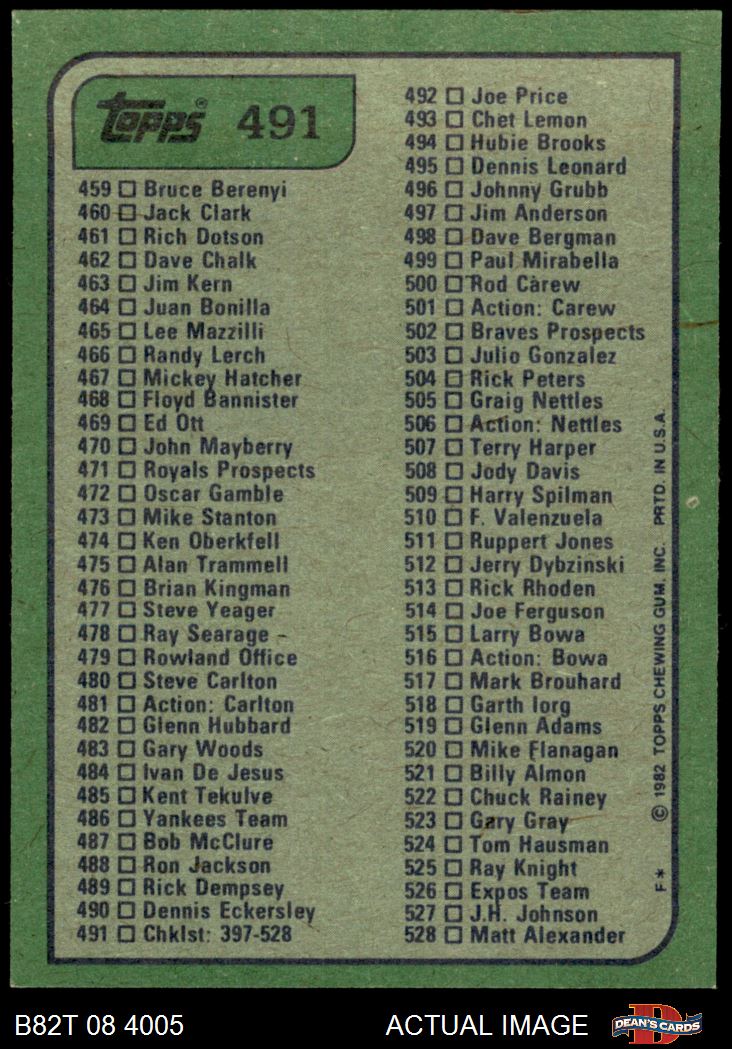 Topps® 491
459 □ Bruce Berenyi
460 □ Jack Clark
461 □ Rich Dotson
462 □ Dave Chalk
463 □ Jim Kern
464 □ Juan Bonilla
465 □ Lee Mazzilli
466 □ Randy Lerch
467 □ Mickey Hatcher
468 □ Floyd Bannister
469 □ Ed Ott
470 □ John Mayberry
471 □ Royals Prospects
472 □ Oscar Gamble
473 □ Mike Stanton
474 □ Ken Oberkfell
475 □ Alan Trammell
476 □ Brian Kingman
477 □ Steve Yeager
478 □ Ray Searage
479 □ Rowland Office
480 □ Steve Carlton
481 □ Action: Carlton
482 □ Glenn Hubbard
483 □ Gary Woods
484 □ Ivan De Jesus
485 □ Kent Tekulve
486 □ Yankees Team
487 □ Bob McClure
488 □ Ron Jackson
489 □ Rick Dempsey
490 □ Dennis Eckersley
491 □ Chklst: 397-528
492 □ Joe Price
493 □ Chet Lemon
494 □ Hubie Brooks
495 □ Dennis Leonard
496 □ Johnny Grubb
497 □ Jim Anderson
498 □ Dave Bergman
499 □ Paul Mirabella
500 □ Rod Carew
501 □ Action: Carew
502 □ Braves Prospects
503 □ Julio Gonzalez
504 □ Rick Peters
505 □ Graig Nettles
506 □ Action: Nettles
507 □ Terry Harper
508 □ Jody Davis
509 □ Harry Spilman
510 □ F. Valenzuela
511 □ Ruppert Jones
512 □ Jerry Dybzinski
513 □ Rick Rhoden
514 □ Joe Ferguson
515 □ Larry Bowa
516 □ Action: Bowa
517 □ Mark Brouhard
518 □ Garth Iorg
519 □ Glenn Adams
520 □ Mike Flanagan
521 □ Billy Almon
522 □ Chuck Rainey
523 □ Gary Gray
524 □ Tom Hausman
525 □ Ray Knight
526 □ Expos Team
527 □ J.H. Johnson
528 □ Matt Alexander
F* © 1982 TOPPS CHEWING GUM, INC. PRTD. IN U.S.A.
B82T 08 4005
ACTUAL IMAGE
D
DEAN'S CARDS